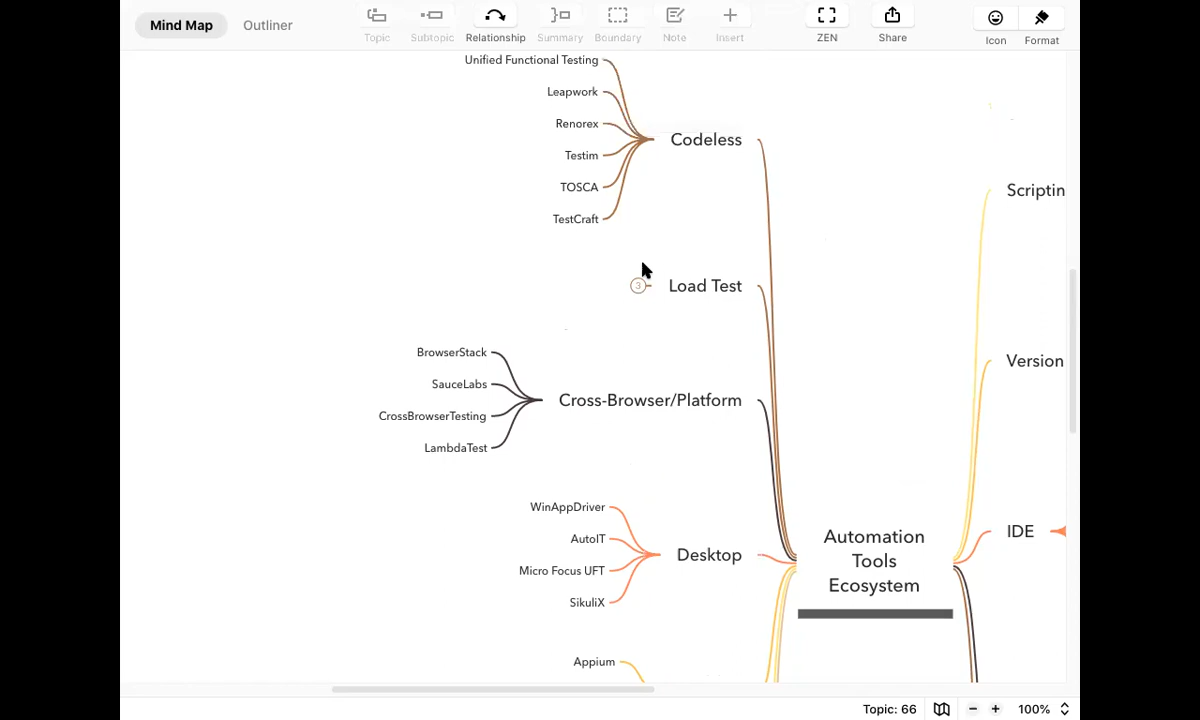 Mind Map
Outliner
Topic
Subtopic
Relationship
Summary
Boundary
Note
Insert
ZEN
Share
Icon
Format
Unified Functional Testing
Leapwork
Renorex
Testim
TOSCA
TestCraft
Codeless
3
Load Test
BrowserStack
SauceLabs
CrossBrowserTesting
LambdaTest
Cross-Browser/Platform
WinAppDriver
AutoIT
Micro Focus UFT
SikuliX
Desktop
Appium
Automation
Tools
Ecosystem
Scriptin
Version
IDE
Topic: 66
100%